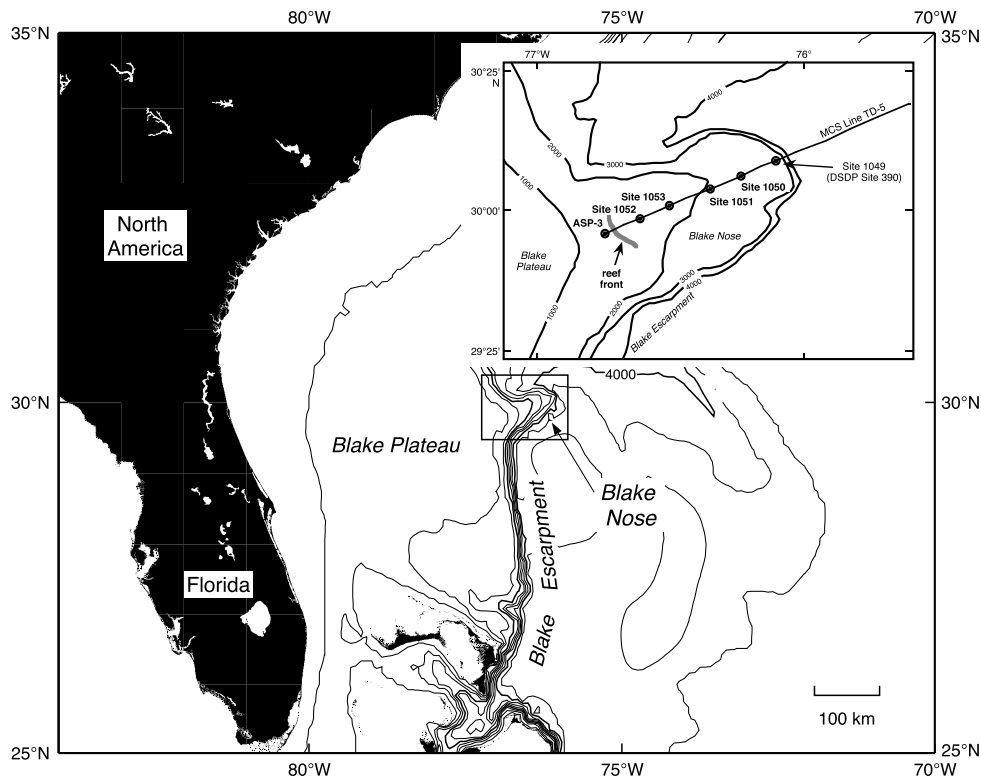 80°W
75°W
70°W
35°N
35°N
77°W
76°
30°25'
N
4000
MCS Line TD-5
2000
3000
Site 1049
(DSDP Site 390)
1000
Site 1050
Site 1053
Site 1051
Site 1052
30°00'
ASP-3
Blake Nose
Blake
Plateau
reef
front
3000
4000
2000
1000
Blake Escarpment
29°25'
North
America
4000
30°N
30°N
Blake Plateau
Blake
Nose
Blake Escarpment
Florida
100 km
25°N
25°N
80°W
75°W
70°W